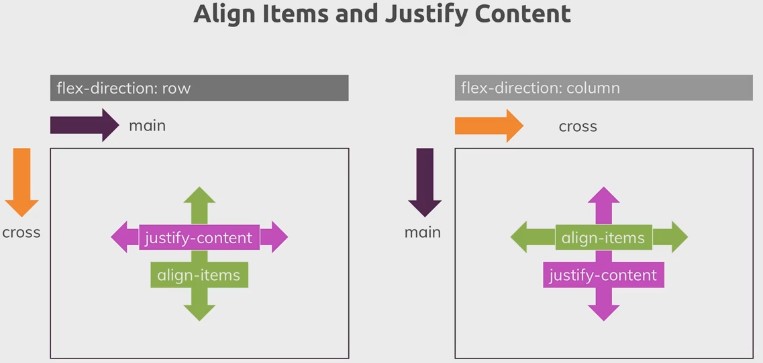 Align Items and Justify Content
flex-direction: row
main
cross
justify-content
align-items
flex-direction: column
cross
main
align-items
justify-content